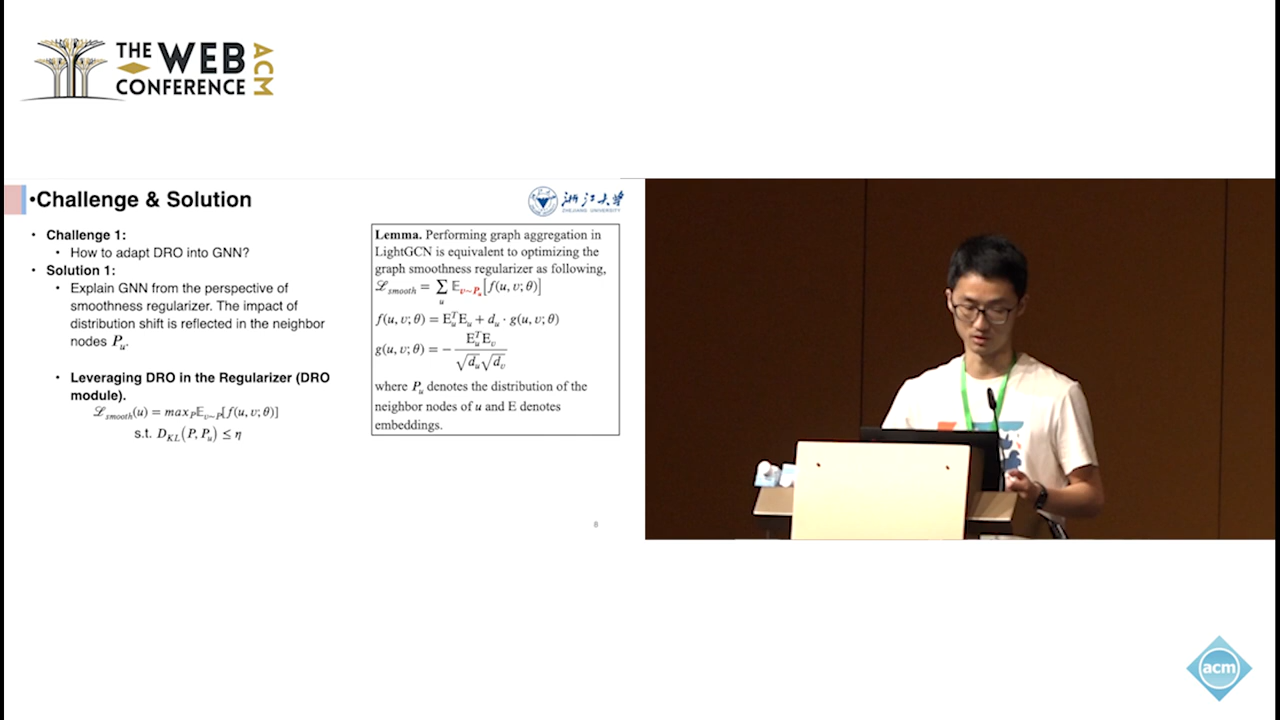 THE WEB
CONFERENCE
ACM
•Challenge & Solution
浙江大学
ZHEJIANG UNIVERSITY
• Challenge 1:
• How to adapt DRO into GNN?
• Solution 1:
• Explain GNN from the perspective of
smoothness regularizer. The impact of
distribution shift is reflected in the neighbor
nodes P_u.
• Leveraging DRO in the Regularizer (DRO
module).
ℒ_smooth(u) = max_P 𝔼_v∼P[f(u, v; θ)]
s.t. D_KL(P, P_u) ≤ η
Lemma. Performing graph aggregation in
LightGCN is equivalent to optimizing the
graph smoothness regularizer as following,
ℒ_smooth = ∑_u 𝔼_v∼P_u[f(u, v; θ)]
f(u, v; θ) = E_u^T E_u + d_u · g(u, v; θ)
g(u, v; θ) = − E_u^T E_v / √d_u √d_v
where P_u denotes the distribution of the
neighbor nodes of u and E denotes
embeddings.
8
acm